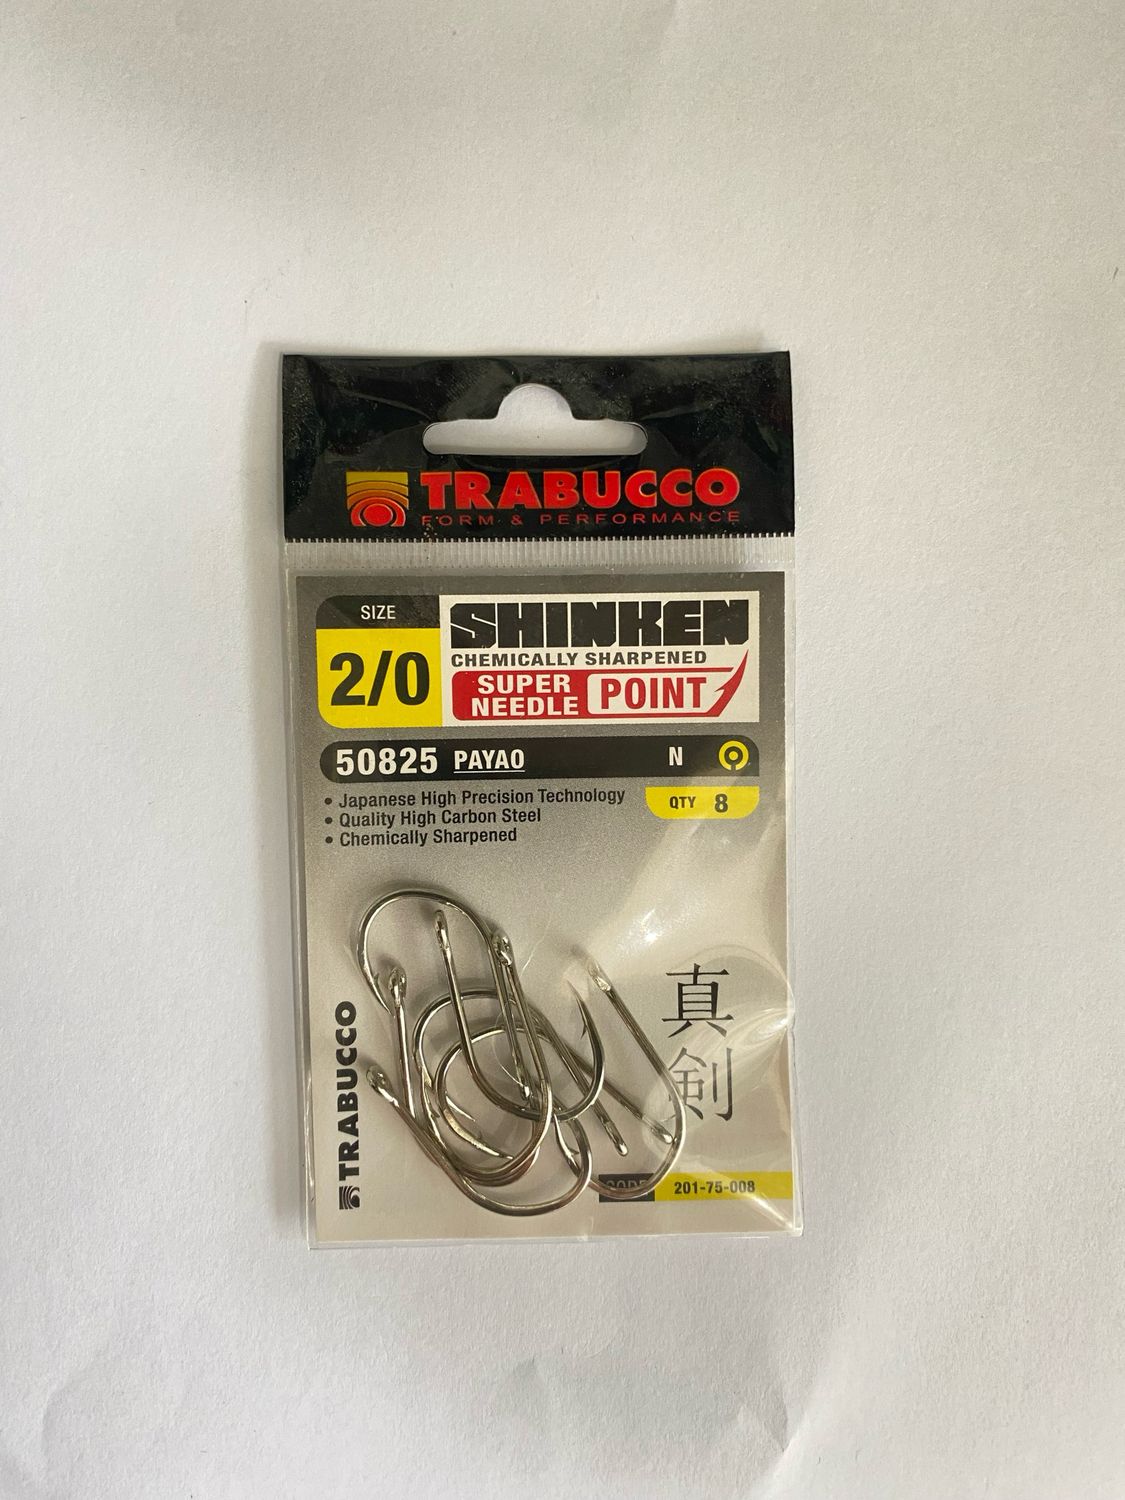 TRABUCCO
FORM & PERFORMANCE
SIZE
2/0
SHINKEN
CHEMICALLY SHARPENED
SUPER
NEEDLE
POINT
50825 PAYAO N
QTY 8
• Japanese High Precision Technology
• Quality High Carbon Steel
• Chemically Sharpened
真
剣
TRABUCCO
CODE 201-75-008